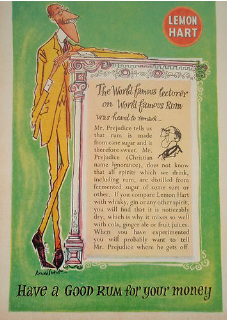 LEMON
HART
The World famous lecturer
on World famous Rum
was heard to remark...
Mr. Prejudice tells us
that rum is made
from cane sugar and is
therefore sweet. Mr.
Prejudice (Christian
name Ignominous), does not know
that all spirits which we drink,
including rum, are distilled from
fermented sugar of some sort or
other. If you compare Lemon Hart
with whisky, gin or any other spirit,
you will find that it is noticeably
dry, which is why it mixes so well
with cola, ginger ale or fruit juices.
When you have experimented
you will probably want to tell
Mr. Prejudice where he gets off.
Have a GOOD RUM for your money